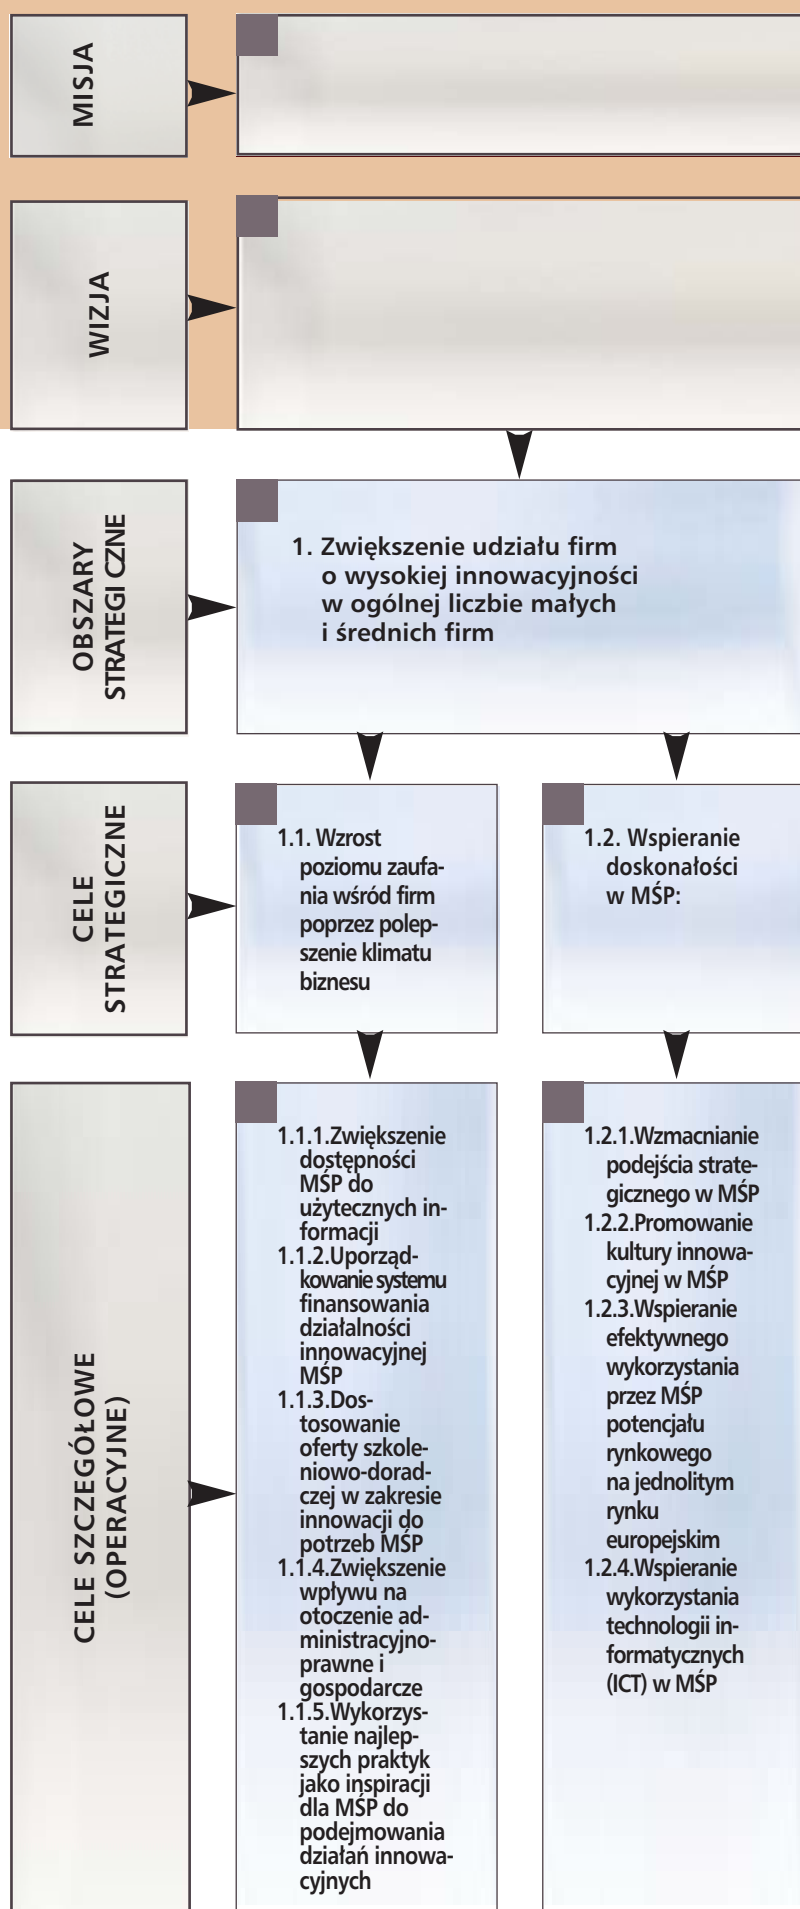 MISJA
WIZJA
OBSZARY
STRATEGI CZNE
1. Zwiększenie udziału firm
o wysokiej innowacyjności
w ogólnej liczbie małych
i średnich firm
CELE
STRATEGICZNE
1.1. Wzrost
poziomu zaufa-
nia wśród firm
poprzez polep-
szenie klimatu
biznesu
1.2. Wspieranie
doskonałości
w MŚP:
CELE SZCZEGÓŁOWE
(OPERACYJNE)
1.1.1.Zwiększenie
dostępności
MŚP do
użytecznych in-
formacji
1.1.2.Uporząd-
kowanie systemu
finansowania
działalności
innowacyjnej
MŚP
1.1.3.Dos-
tosowanie
oferty szkole-
niowo-dorad-
czej w zakresie
innowacji do
potrzeb MŚP
1.1.4.Zwiększenie
wpływu na
otoczenie ad-
ministracyjno-
prawne i
gospodarcze
1.1.5.Wykorzys-
tanie najlep-
szych praktyk
jako inspiracji
dla MŚP do
podejmowania
działań innowa-
cyjnych
1.2.1.Wzmacnianie
podejścia strate-
gicznego w MŚP
1.2.2.Promowanie
kultury innowa-
cyjnej w MŚP
1.2.3.Wspieranie
efektywnego
wykorzystania
przez MŚP
potencjału
rynkowego
na jednolitym
rynku
europejskim
1.2.4.Wspieranie
wykorzystania
technologii in-
formatycznych
(ICT) w MŚP